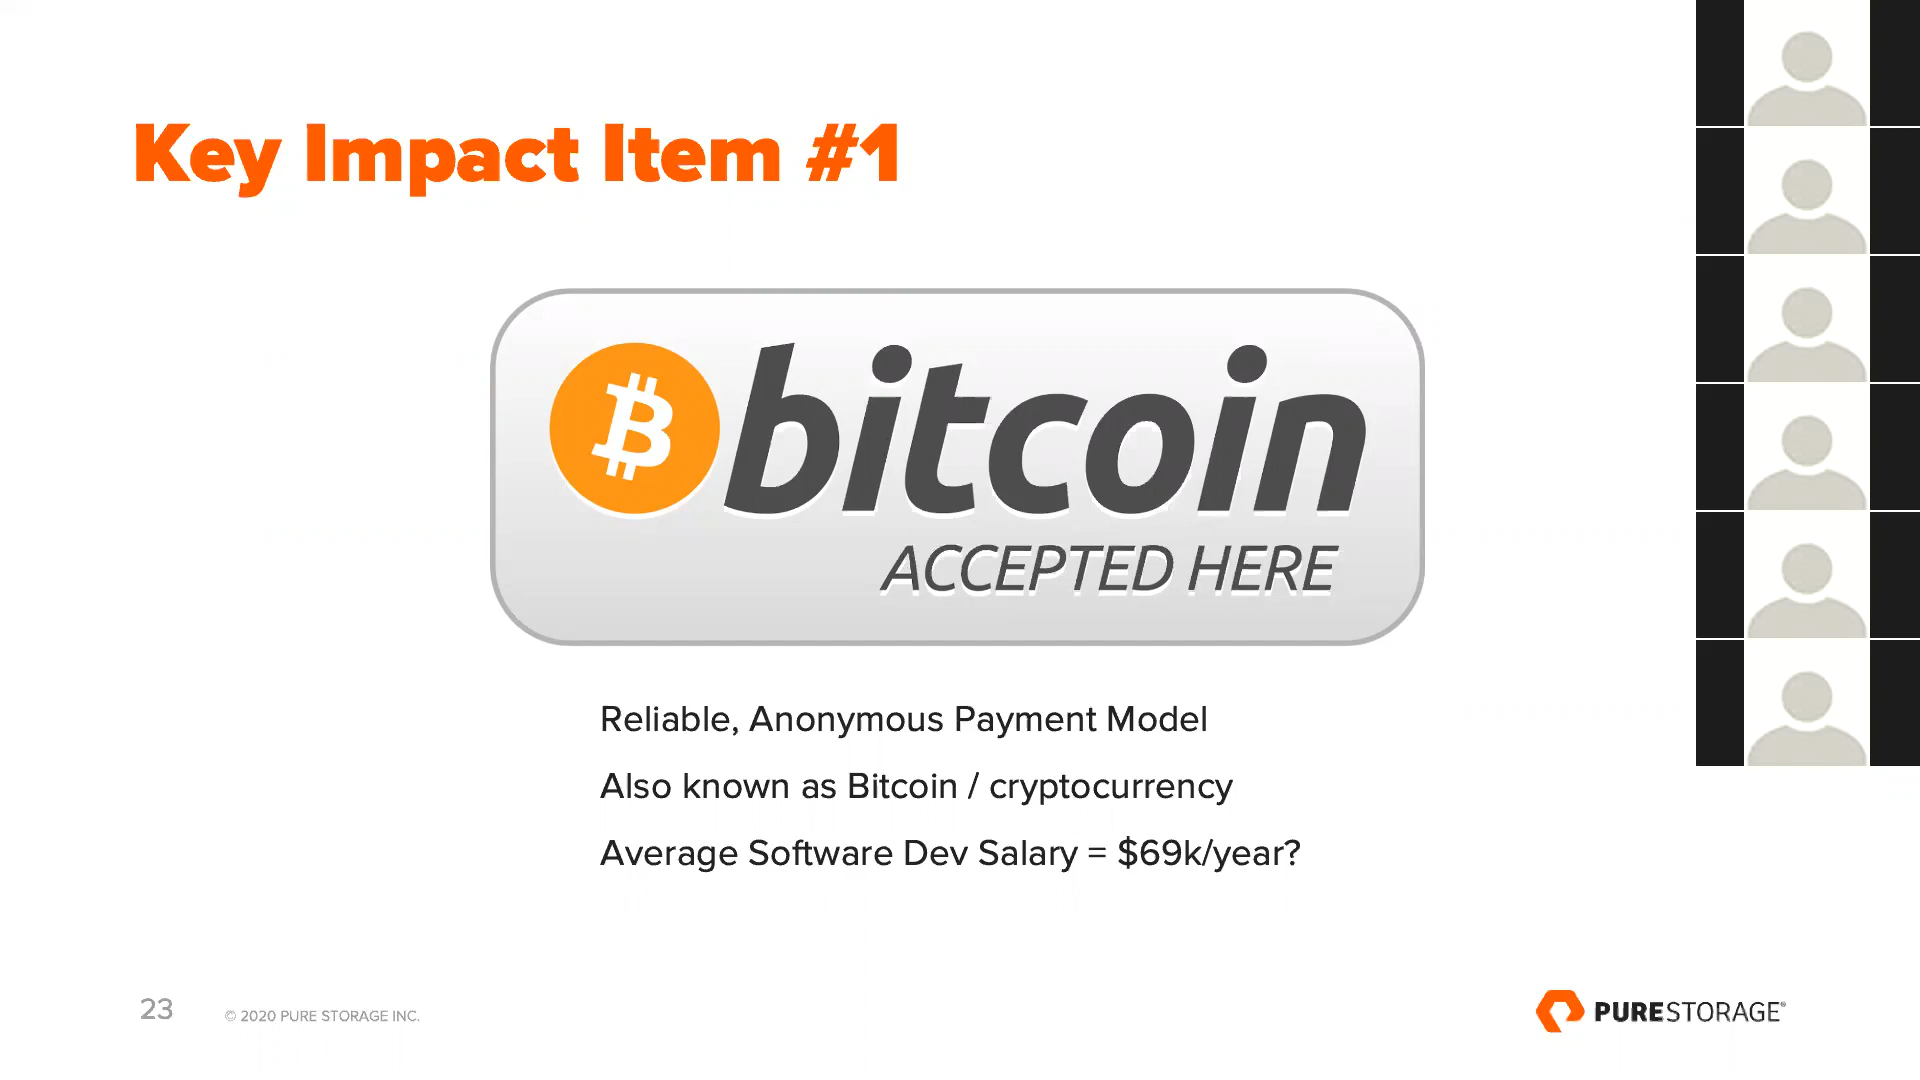 Key Impact Item #1
bitcoin
ACCEPTED HERE
Reliable, Anonymous Payment Model
Also known as Bitcoin / cryptocurrency
Average Software Dev Salary = $69k/year?
23
© 2020 PURE STORAGE INC.
PURESTORAGE®